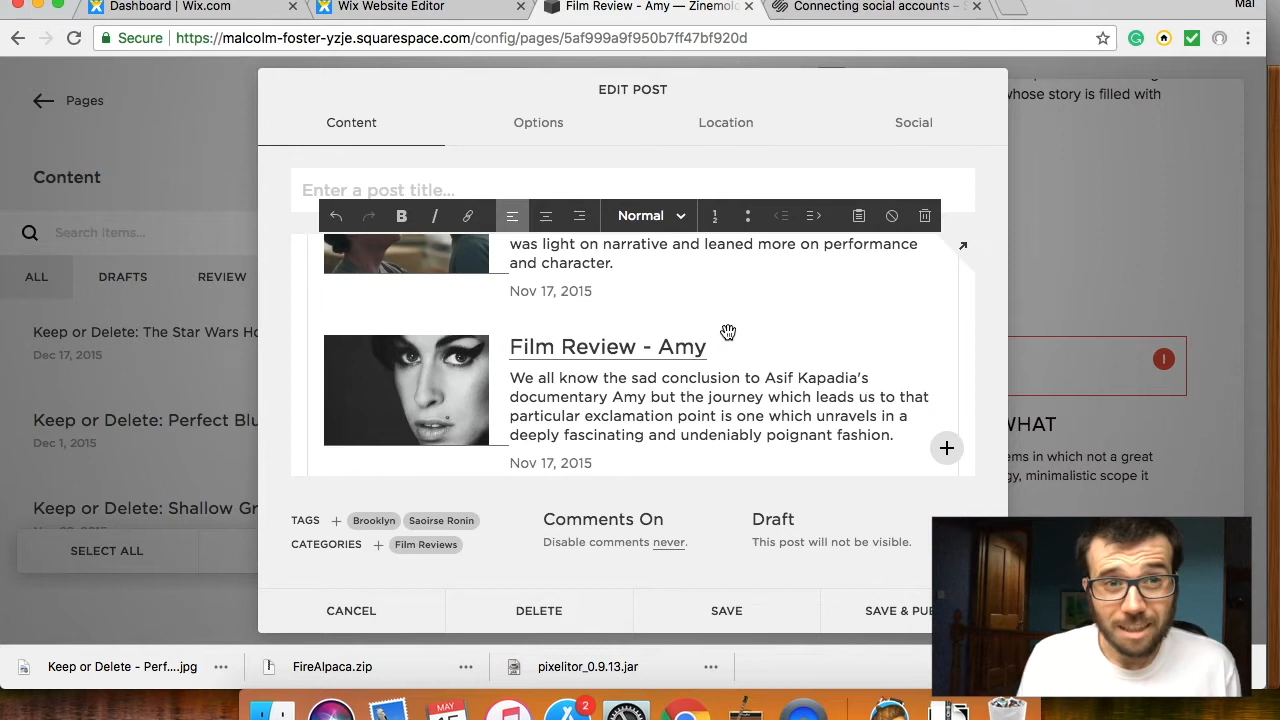 Dashboard | Wix.com
Wix Website Editor
Film Review - Amy — Zinemolo
Connecting social accounts – S
Mal
Secure
https://malcolm-foster-yzje.squarespace.com/config/pages/5af999a9f950b7ff47bf920d
whose story is filled with
Pages
EDIT POST
Content
Options
Location
Social
Content
Enter a post title...
Search items...
Normal
was light on narrative and leaned more on performance
and character.
Nov 17, 2015
ALL
DRAFTS
REVIEW
Keep or Delete: The Star Wars Ho
Dec 17, 2015
Film Review - Amy
We all know the sad conclusion to Asif Kapadia's
documentary Amy but the journey which leads us to that
particular exclamation point is one which unravels in a
deeply fascinating and undeniably poignant fashion.
Nov 17, 2015
Keep or Delete: Perfect Blu
Dec 1, 2015
WHAT
ems in which not a great
gy, minimalistic scope it
Keep or Delete: Shallow Gr
TAGS + Brooklyn Saoirse Ronin
CATEGORIES + Film Reviews
Comments On
Disable comments never.
Draft
This post will not be visible.
SELECT ALL
CANCEL
DELETE
SAVE
SAVE & PUB
Keep or Delete - Perf....jpg
FireAlpaca.zip
pixelitor_0.9.13.jar
MAY
2